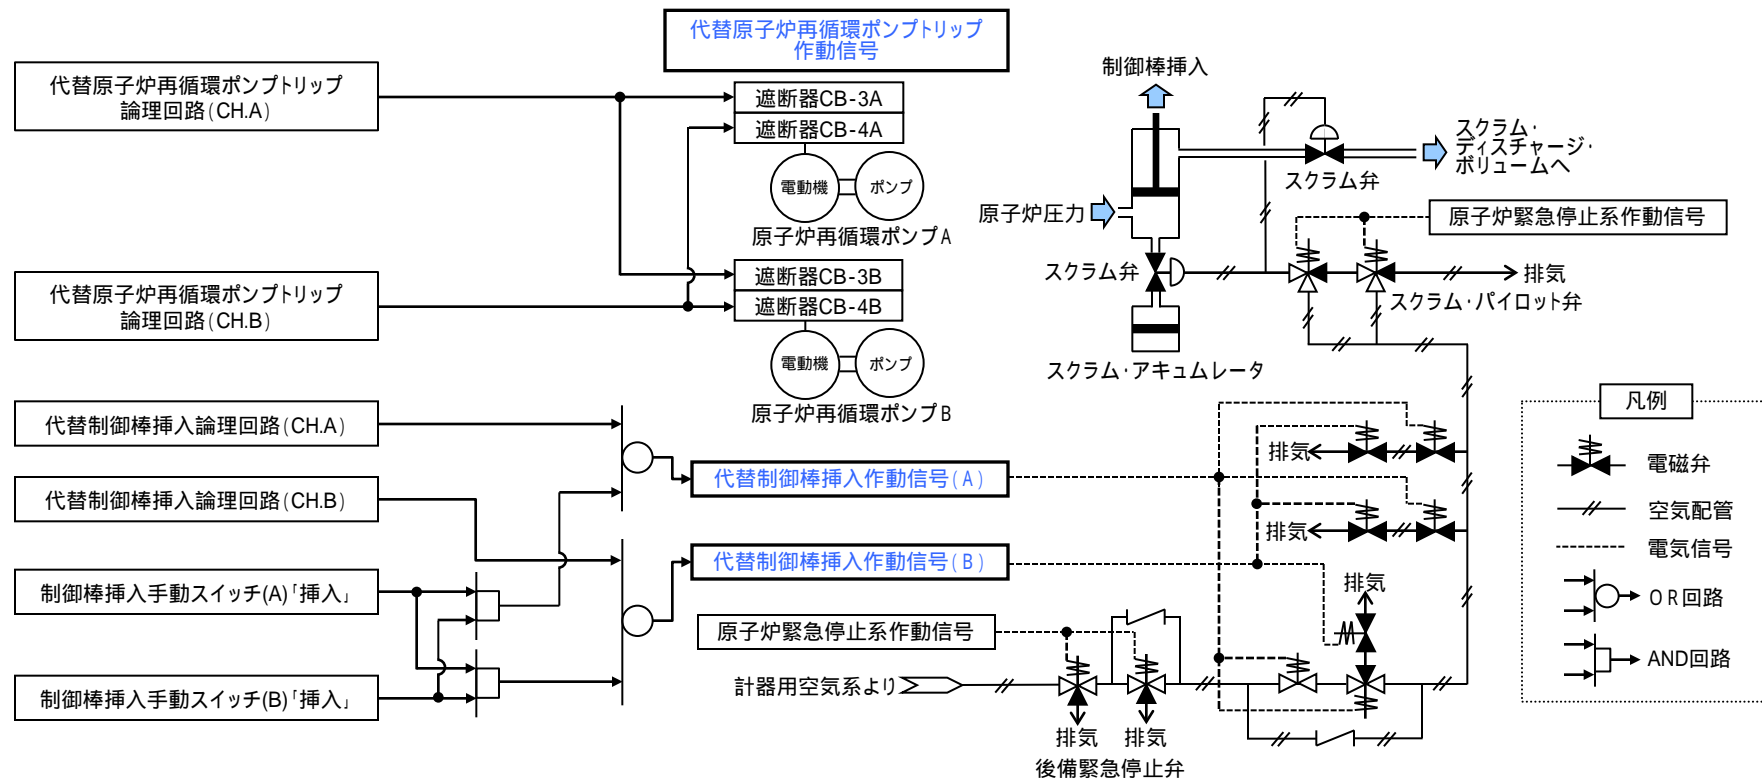 代替原子炉再循環ポンプトリップ
作動信号
代替原子炉再循環ポンプトリップ
論理回路(CH.A)
遮断器CB-3A
遮断器CB-4A
電動機
ポンプ
原子炉再循環ポンプA
代替原子炉再循環ポンプトリップ
論理回路(CH.B)
遮断器CB-3B
遮断器CB-4B
電動機
ポンプ
原子炉再循環ポンプB
制御棒挿入
スクラム・
ディスチャージ・
ボリュームへ
スクラム弁
原子炉圧力
原子炉緊急停止系作動信号
スクラム弁
排気
スクラム・パイロット弁
スクラム・アキュムレータ
代替制御棒挿入論理回路(CH.A)
代替制御棒挿入論理回路(CH.B)
制御棒挿入手動スイッチ(A)「挿入」
制御棒挿入手動スイッチ(B)「挿入」
代替制御棒挿入作動信号(A)
代替制御棒挿入作動信号(B)
排気
排気
排気
原子炉緊急停止系作動信号
計器用空気系より
排気
排気
後備緊急停止弁
凡例
電磁弁
空気配管
電気信号
OR回路
AND回路